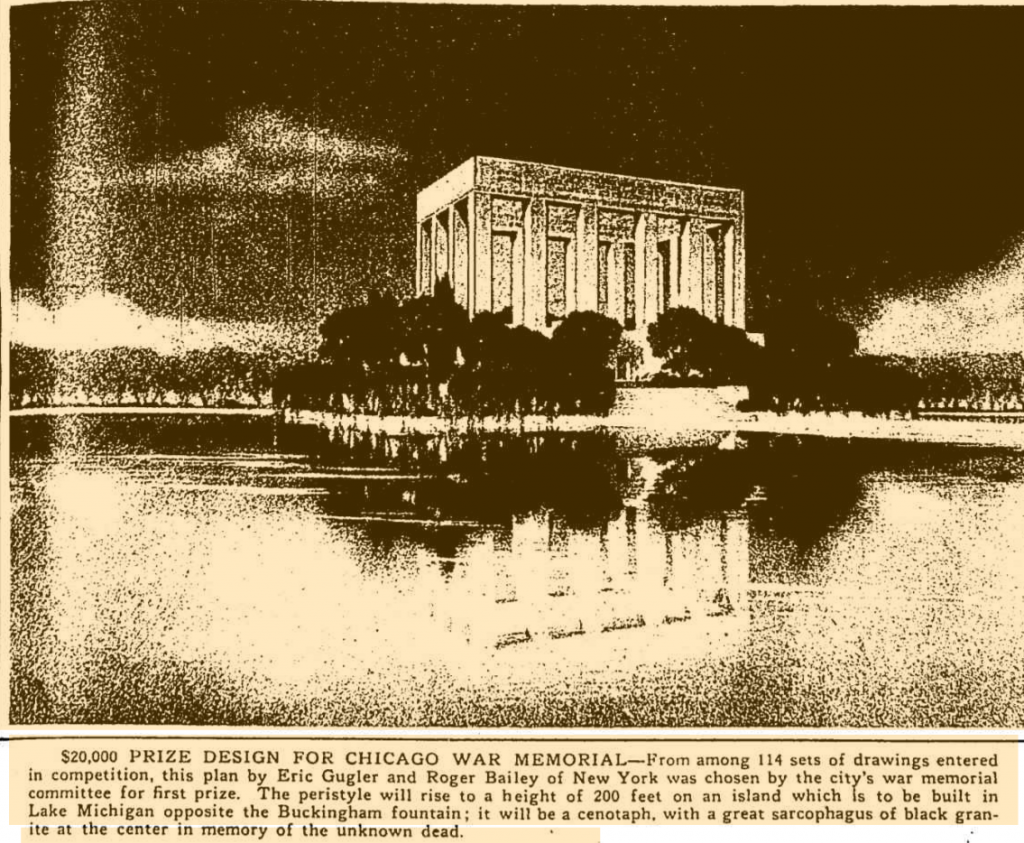 $20,000 PRIZE DESIGN FOR CHICAGO WAR MEMORIAL—From among 114 sets of drawings entered
in competition, this plan by Eric Gugler and Roger Bailey of New York was chosen by the city's war memorial
committee for first prize. The peristyle will rise to a height of 200 feet on an island which is to be built in
Lake Michigan opposite the Buckingham fountain; it will be a cenotaph, with a great sarcophagus of black gran-
ite at the center in memory of the unknown dead.